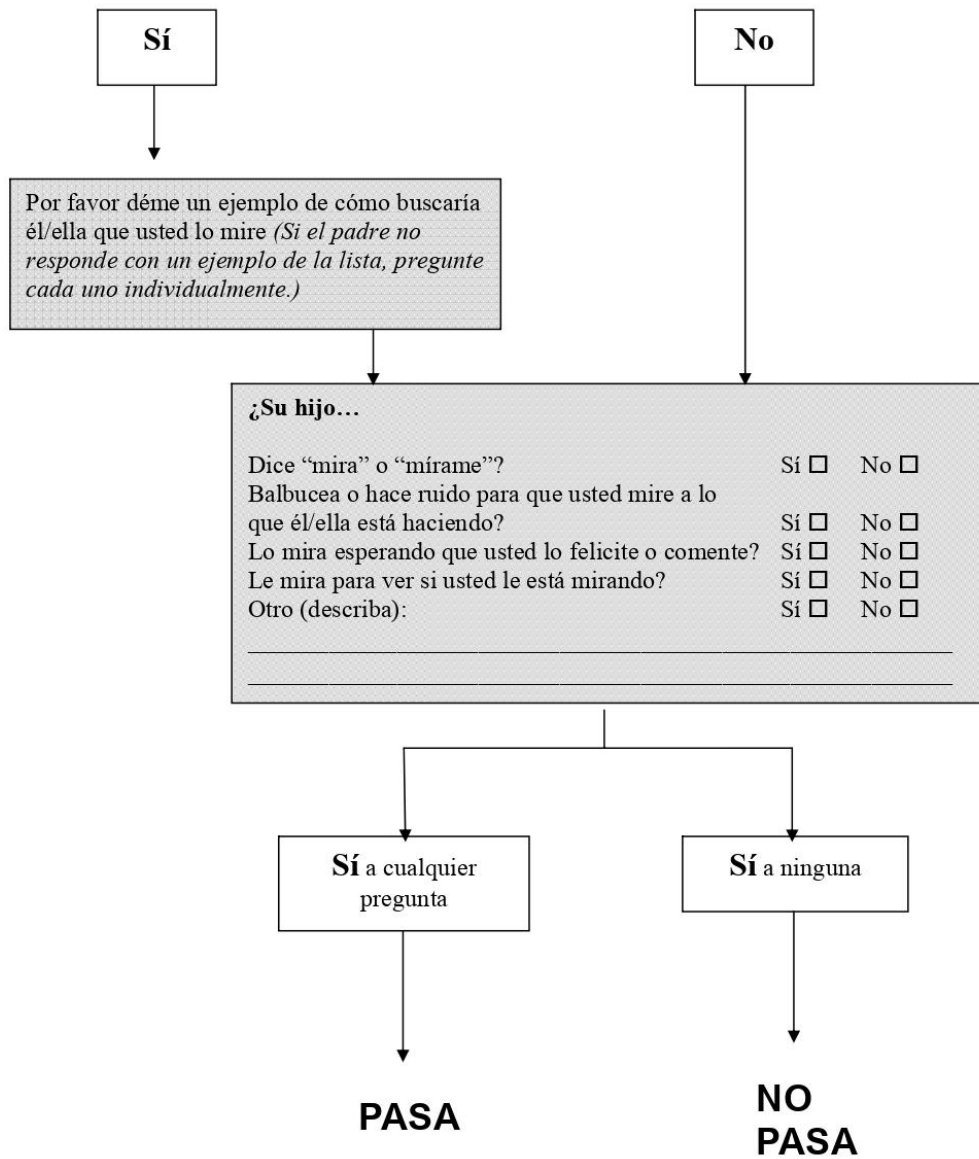 Sí
No
Por favor déme un ejemplo de cómo buscaría
él/ella que usted lo mire (Si el padre no
responde con un ejemplo de la lista, pregunte
cada uno individualmente.)
¿Su hijo…
Dice “mira” o “mírame”? Sí ☐ No ☐
Balbucea o hace ruido para que usted mire a lo
que él/ella está haciendo? Sí ☐ No ☐
Lo mira esperando que usted lo felicite o comente? Sí ☐ No ☐
Le mira para ver si usted le está mirando? Sí ☐ No ☐
Otro (describa): Sí ☐ No ☐
Sí a cualquier
pregunta
Sí a ninguna
PASA
NO
PASA